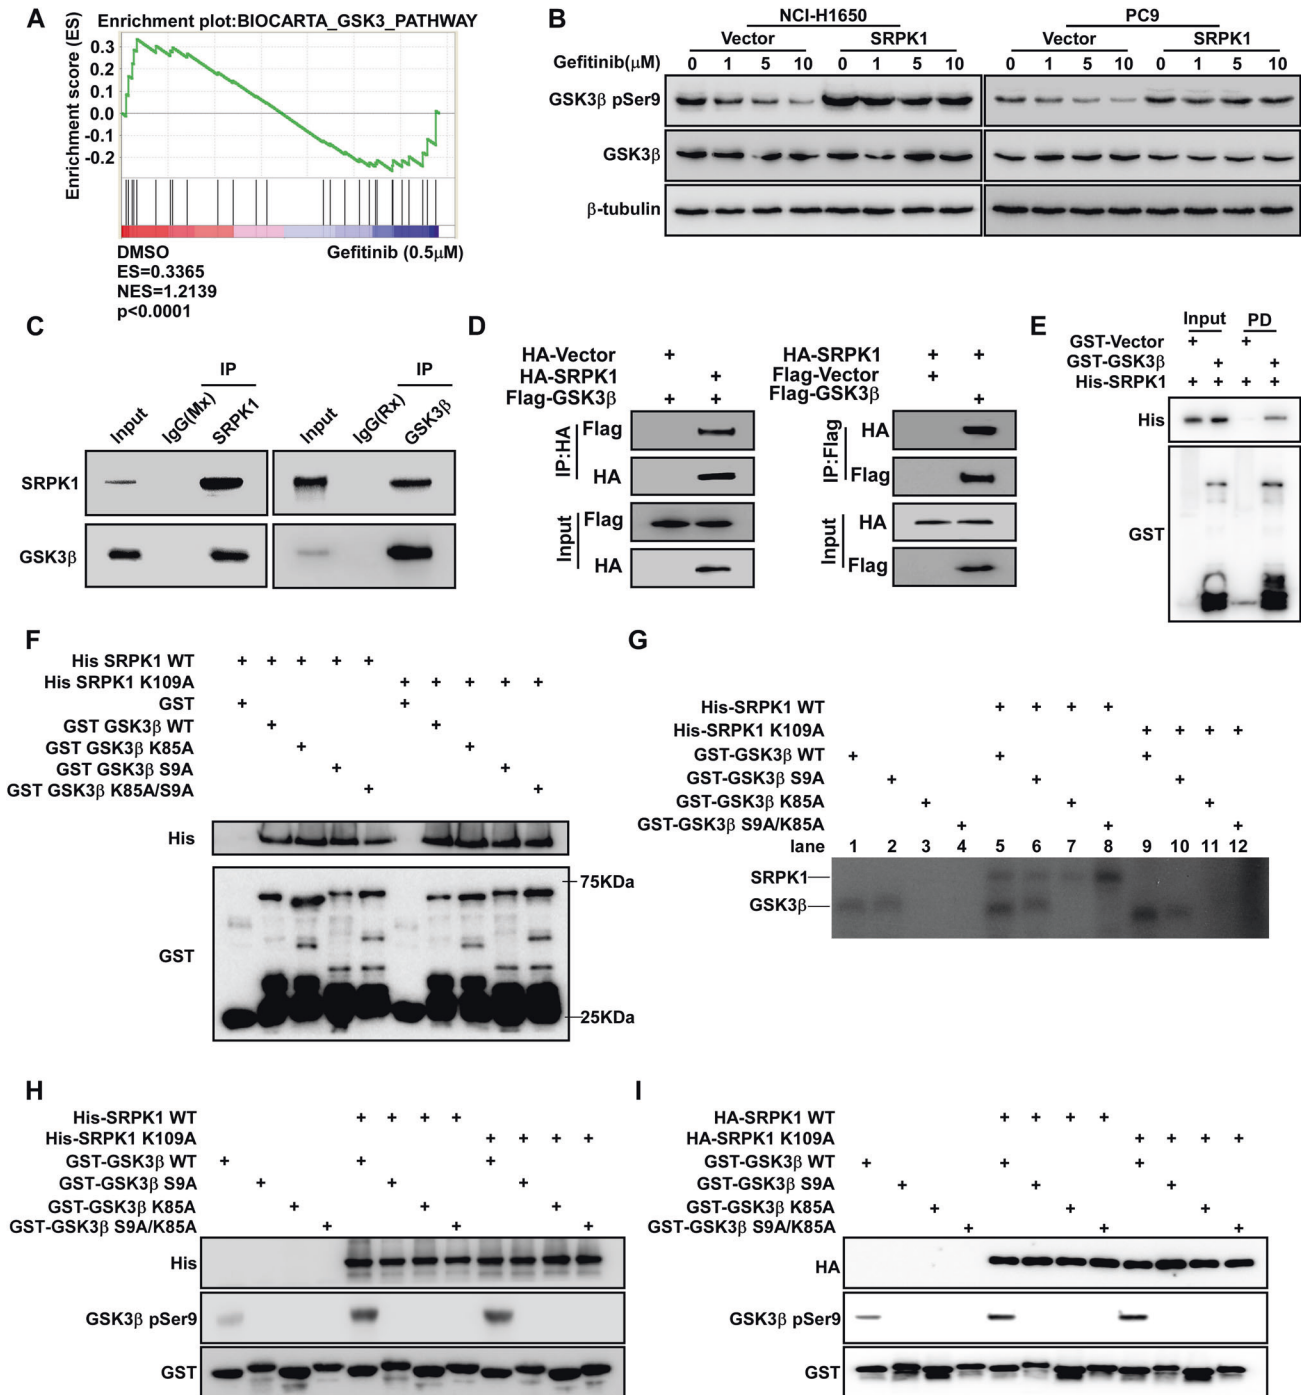 A
Enrichment plot:BIOCARTA_GSK3_PATHWAY
Enrichment score (ES)
0.3
0.2
0.1
0.0
-0.1
-0.2
DMSO Gefitinib (0.5μM)
ES=0.3365
NES=1.2139
p<0.0001
B
NCI-H1650 PC9
Vector SRPK1 Vector SRPK1
Gefitinib(μM) 0 1 5 10 0 1 5 10 0 1 5 10 0 1 5 10
GSK3β pSer9
GSK3β
β-tubulin
C
IP IP
Input IgG(Mx) SRPK1 Input IgG(Rx) GSK3β
SRPK1
GSK3β
D
HA-Vector +
HA-SRPK1 +
Flag-GSK3β + +
IP:HA Flag
HA
Input Flag
HA
HA-SRPK1 + +
Flag-Vector +
Flag-GSK3β +
IP:Flag HA
Flag
Input HA
Flag
E
Input PD
GST-Vector + +
GST-GSK3β + +
His-SRPK1 + + + +
His
GST
F
His SRPK1 WT + + + + +
His SRPK1 K109A + + + + +
GST + +
GST GSK3β WT + +
GST GSK3β K85A + +
GST GSK3β S9A + +
GST GSK3β K85A/S9A + +
His
75KDa
GST
25KDa
G
His-SRPK1 WT + + + +
His-SRPK1 K109A + + + +
GST-GSK3β WT + + +
GST-GSK3β S9A + + +
GST-GSK3β K85A + + +
GST-GSK3β S9A/K85A + + +
lane 1 2 3 4 5 6 7 8 9 10 11 12
SRPK1
GSK3β
H
His-SRPK1 WT + + + +
His-SRPK1 K109A + + + +
GST-GSK3β WT + + +
GST-GSK3β S9A + + +
GST-GSK3β K85A + + +
GST-GSK3β S9A/K85A + + +
His
GSK3β pSer9
GST
I
HA-SRPK1 WT + + + +
HA-SRPK1 K109A + + + +
GST-GSK3β WT + + +
GST-GSK3β S9A + + +
GST-GSK3β K85A + + +
GST-GSK3β S9A/K85A + + +
HA
GSK3β pSer9
GST